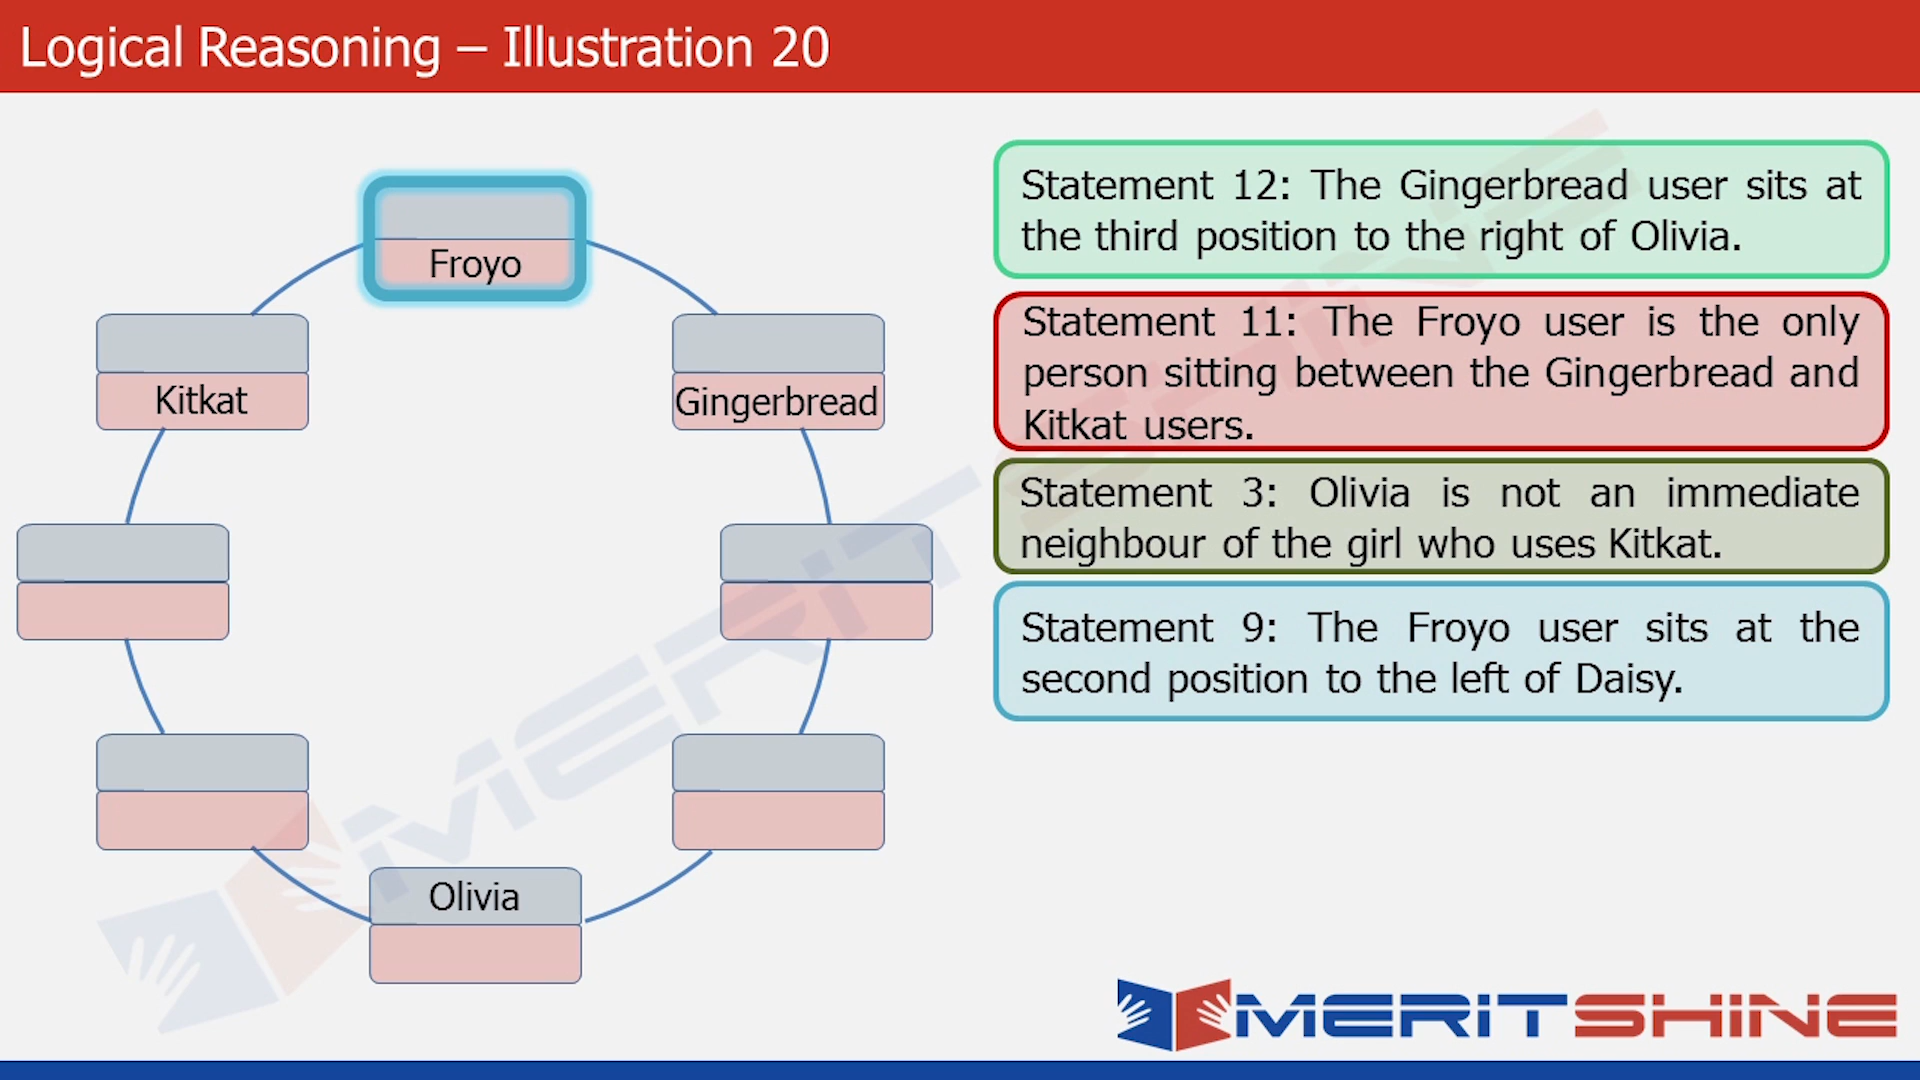 Logical Reasoning – Illustration 20
Froyo
Kitkat
Gingerbread
Olivia
Statement 12: The Gingerbread user sits at
the third position to the right of Olivia.
Statement 11: The Froyo user is the only
person sitting between the Gingerbread and
Kitkat users.
Statement 3: Olivia is not an immediate
neighbour of the girl who uses Kitkat.
Statement 9: The Froyo user sits at the
second position to the left of Daisy.
MERITSHINE
MERITSHINE